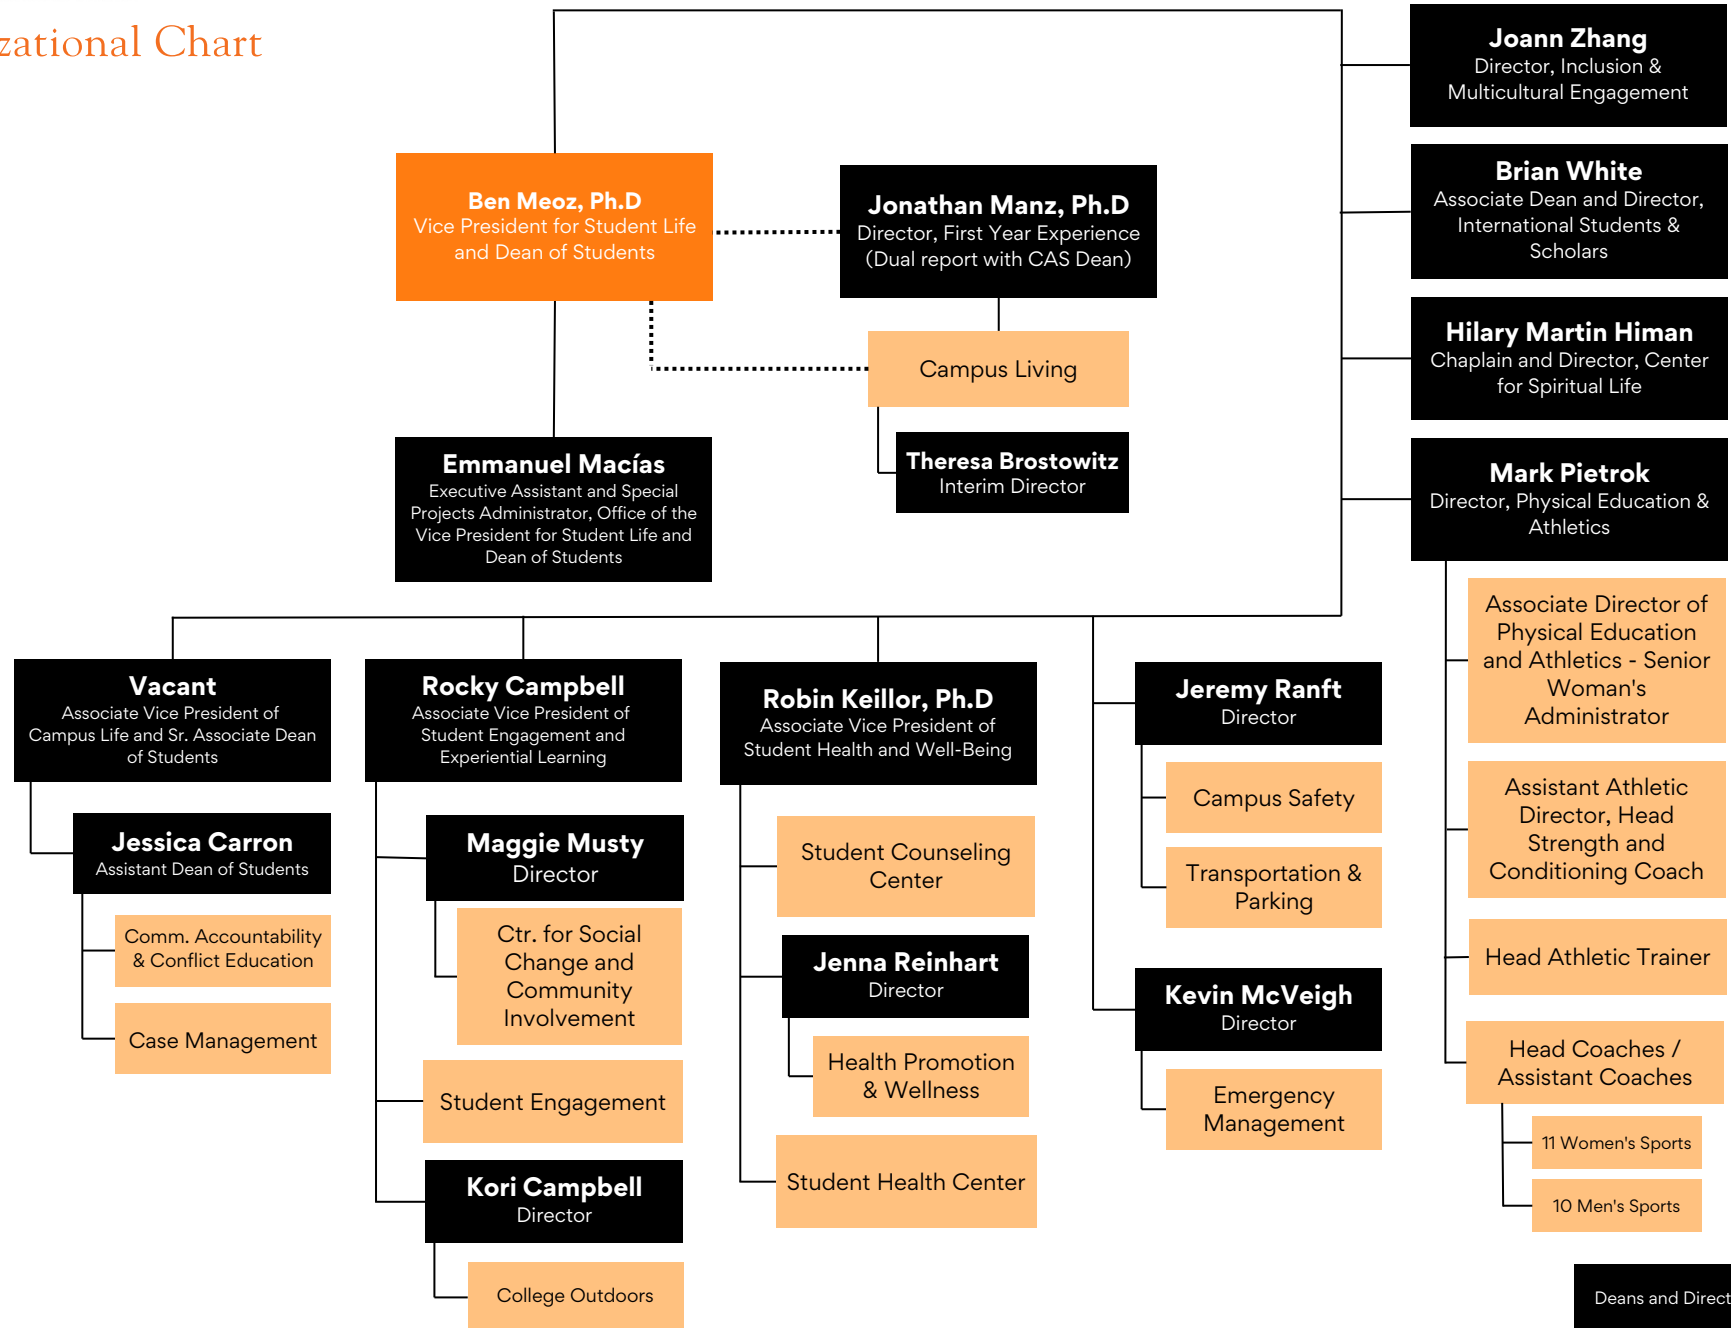 zational Chart
Joann Zhang
Director, Inclusion &
Multicultural Engagement
Ben Meoz, Ph.D
Vice President for Student Life
and Dean of Students
Jonathan Manz, Ph.D
Director, First Year Experience
(Dual report with CAS Dean)
Brian White
Associate Dean and Director,
International Students &
Scholars
Campus Living
Hilary Martin Himan
Chaplain and Director, Center
for Spiritual Life
Emmanuel Macías
Executive Assistant and Special
Projects Administrator, Office of the
Vice President for Student Life and
Dean of Students
Theresa Brostowitz
Interim Director
Mark Pietrok
Director, Physical Education &
Athletics
Associate Director of
Physical Education
and Athletics - Senior
Woman's
Administrator
Assistant Athletic
Director, Head
Strength and
Conditioning Coach
Head Athletic Trainer
Head Coaches /
Assistant Coaches
11 Women's Sports
10 Men's Sports
Vacant
Associate Vice President of
Campus Life and Sr. Associate Dean
of Students
Jessica Carron
Assistant Dean of Students
Comm. Accountability
& Conflict Education
Case Management
Rocky Campbell
Associate Vice President of
Student Engagement and
Experiential Learning
Maggie Musty
Director
Ctr. for Social
Change and
Community
Involvement
Student Engagement
Kori Campbell
Director
College Outdoors
Robin Keillor, Ph.D
Associate Vice President of
Student Health and Well-Being
Student Counseling
Center
Jenna Reinhart
Director
Health Promotion
& Wellness
Student Health Center
Jeremy Ranft
Director
Campus Safety
Transportation &
Parking
Kevin McVeigh
Director
Emergency
Management
Deans and Direct